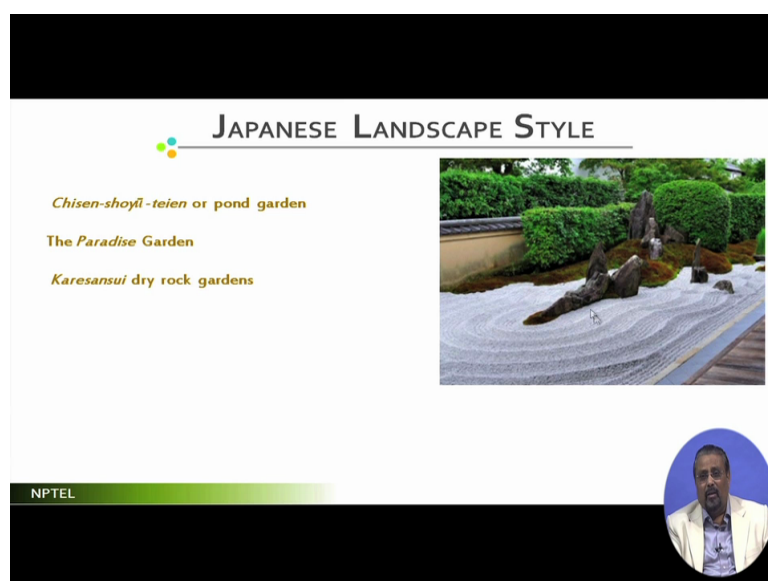 JAPANESE LANDSCAPE STYLE
Chisen-shoyū-teien or pond garden
The Paradise Garden
Karesansui dry rock gardens
NPTEL